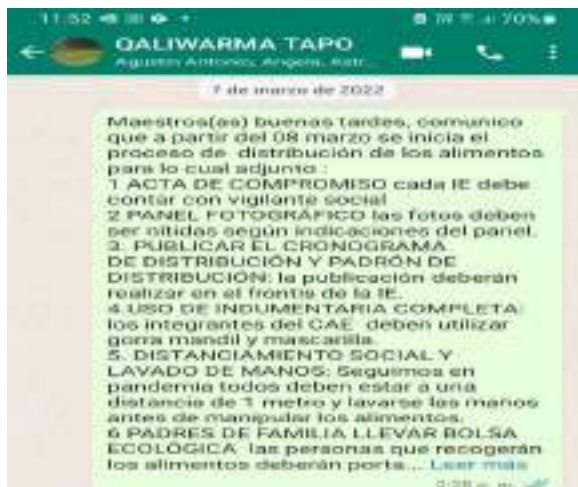 11:52
70%
QALIWARMA TAPO
Agustin Antonio, Angela, Astr...
7 de marzo de 2022
Maestros(as) buenas tardes, comunico
que a partir del 08 marzo se inicia el
proceso de distribución de los alimentos
para lo cual adjunto :
1 ACTA DE COMPROMISO cada IE debe
contar con vigilante social
2 PANEL FOTOGRÁFICO las fotos deben
ser nítidas según indicaciones del panel.
3. PUBLICAR EL CRONOGRAMA
DE DISTRIBUCIÓN Y PADRÓN DE
DISTRIBUCIÓN: la publicación deberán
realizar en el frontis de la IE.
4.USO DE INDUMENTARIA COMPLETA:
los integrantes del CAE deben utilizar
gorra mandil y mascarilla.
5. DISTANCIAMIENTO SOCIAL Y
LAVADO DE MANOS: Seguimos en
pandemia todos deben estar a una
distancia de 1 metro y lavarse las manos
antes de manipular los alimentos.
6 PADRES DE FAMILIA LLEVAR BOLSA
ECOLÓGICA las personas que recogerán
los alimentos deberán porta... Leer más